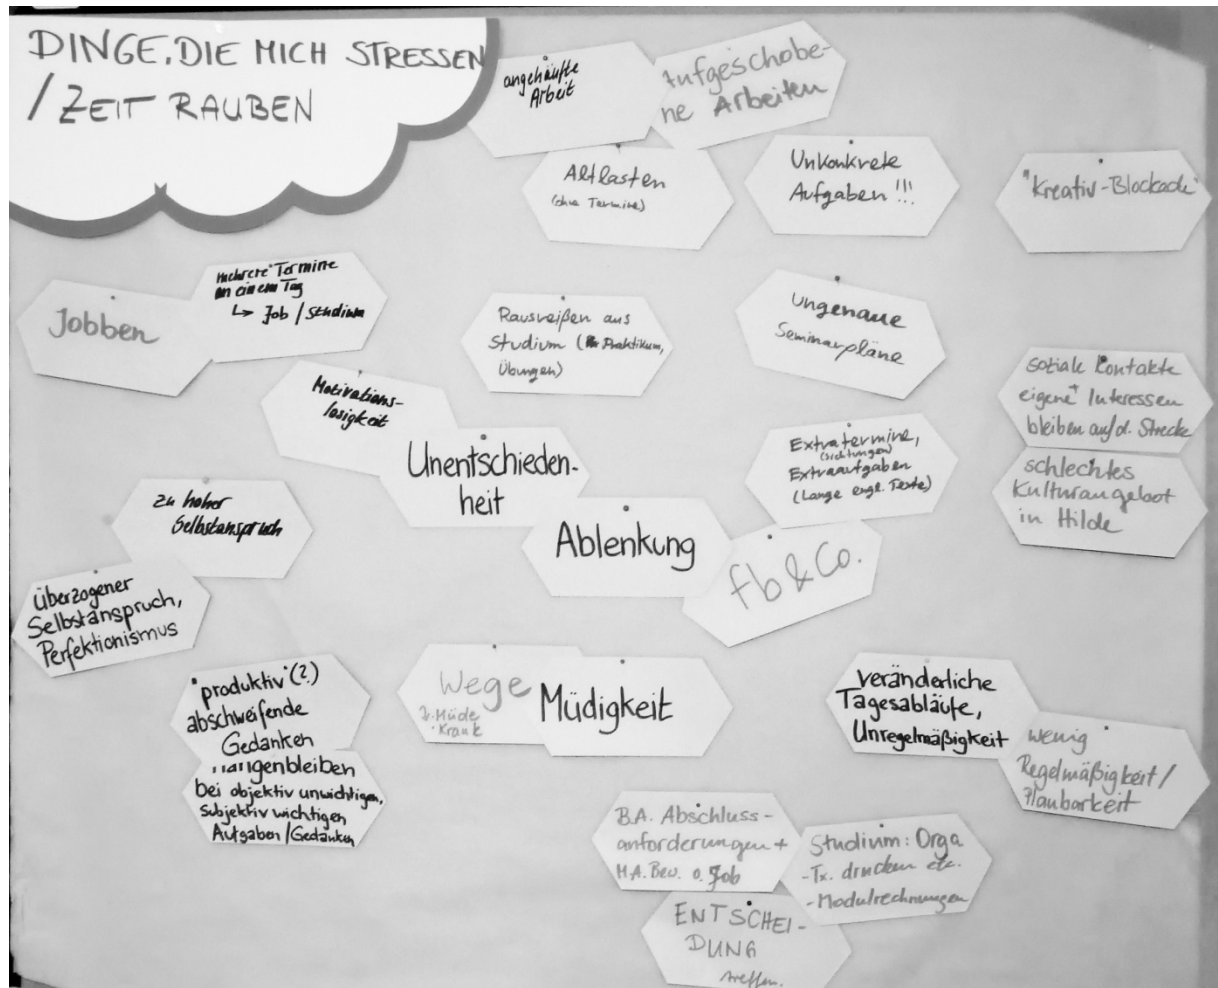 DINGE, DIE MICH STRESSEN
/ ZEIT RAUBEN
angehäufte
Arbeit
Aufgeschobe-
ne Arbeiten
Altlasten
(ohne Termine)
Unkonkrete
Aufgaben !!!
"Kreativ-Blockade"
Jobben
mehrere Termine
an einem Tag
↳ Job / Studium
Rausreißen aus
Studium (Praktikum,
Übungen)
ungenaue
Seminarpläne
soziale Kontakte
eigene Interessen
bleiben auf d. Strecke
Motivations-
losigkeit
Unentschieden-
heit
Extratermine,
(Sichtungen)
Extraaufgaben
(Lange engl. Texte)
schlechtes
Kulturangebot
in Hilde
zu hoher
Selbstanspruch
Ablenkung
fb & Co.
überzogener
Selbstanspruch,
Perfektionismus
"produktiv"(?)
abschweifende
Gedanken
Hängenbleiben
bei objektiv unwichtigen,
subjektiv wichtigen
Aufgaben/Gedanken
Wege
Müde
Krank
Müdigkeit
veränderliche
Tagesabläufe,
Unregelmäßigkeit
wenig
Regelmäßigkeit/
Planbarkeit
B.A. Abschluss-
anforderungen +
M.A. Bew. o. Job
Studium: Orga
- Tx. drucken etc.
- Modulrechnungen
ENTSCHEI-
DUNG
treffen.